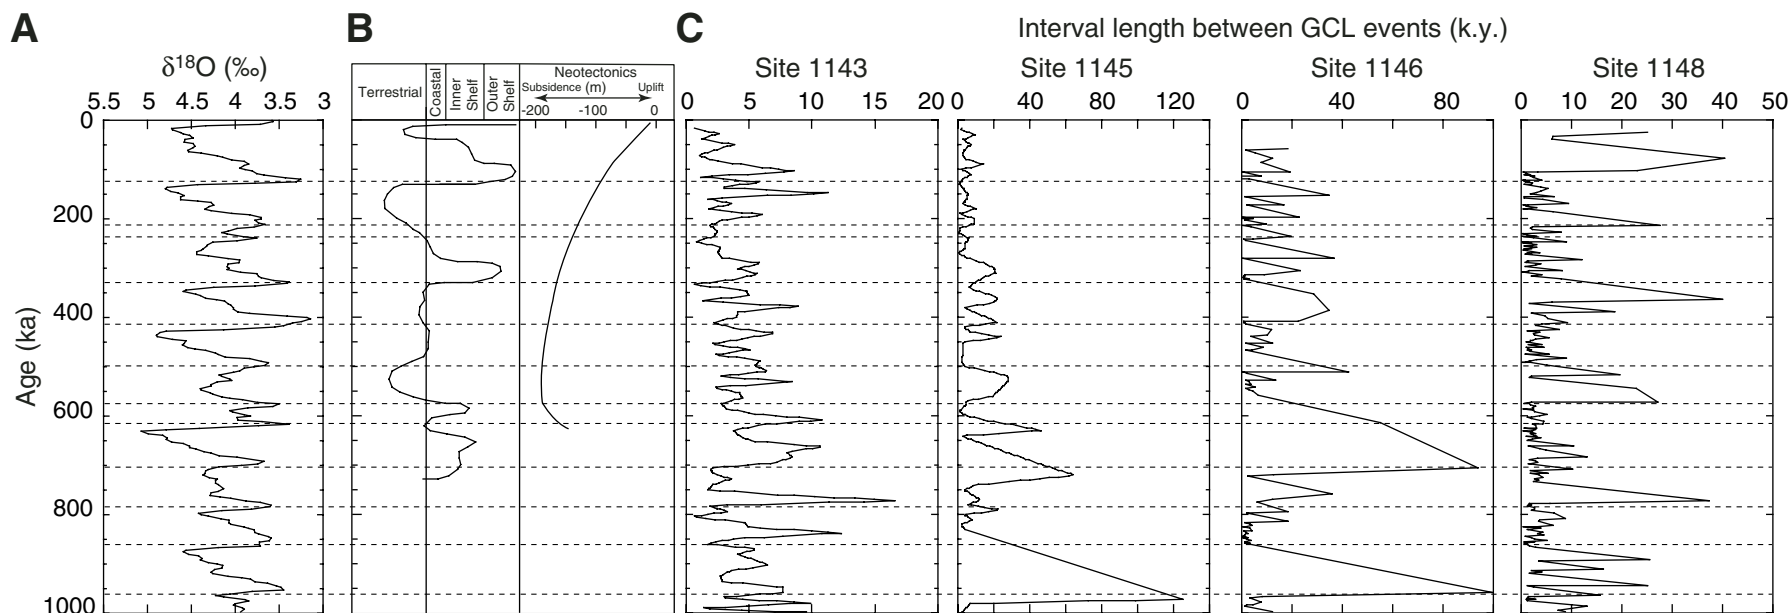 A
B
C
Interval length between GCL events (k.y.)
δ18O (‰)
Site 1143
Site 1145
Site 1146
Site 1148
5.5 5 4.5 4 3.5 3
Terrestrial
Coastal
Inner Shelf
Outer Shelf
Neotectonics
Subsidence (m) Uplift
-200 -100 0
0 5 10 15 20
0 40 80 120
0 40 80
0 10 20 30 40 50
Age (ka)
0
200
400
600
800
1000